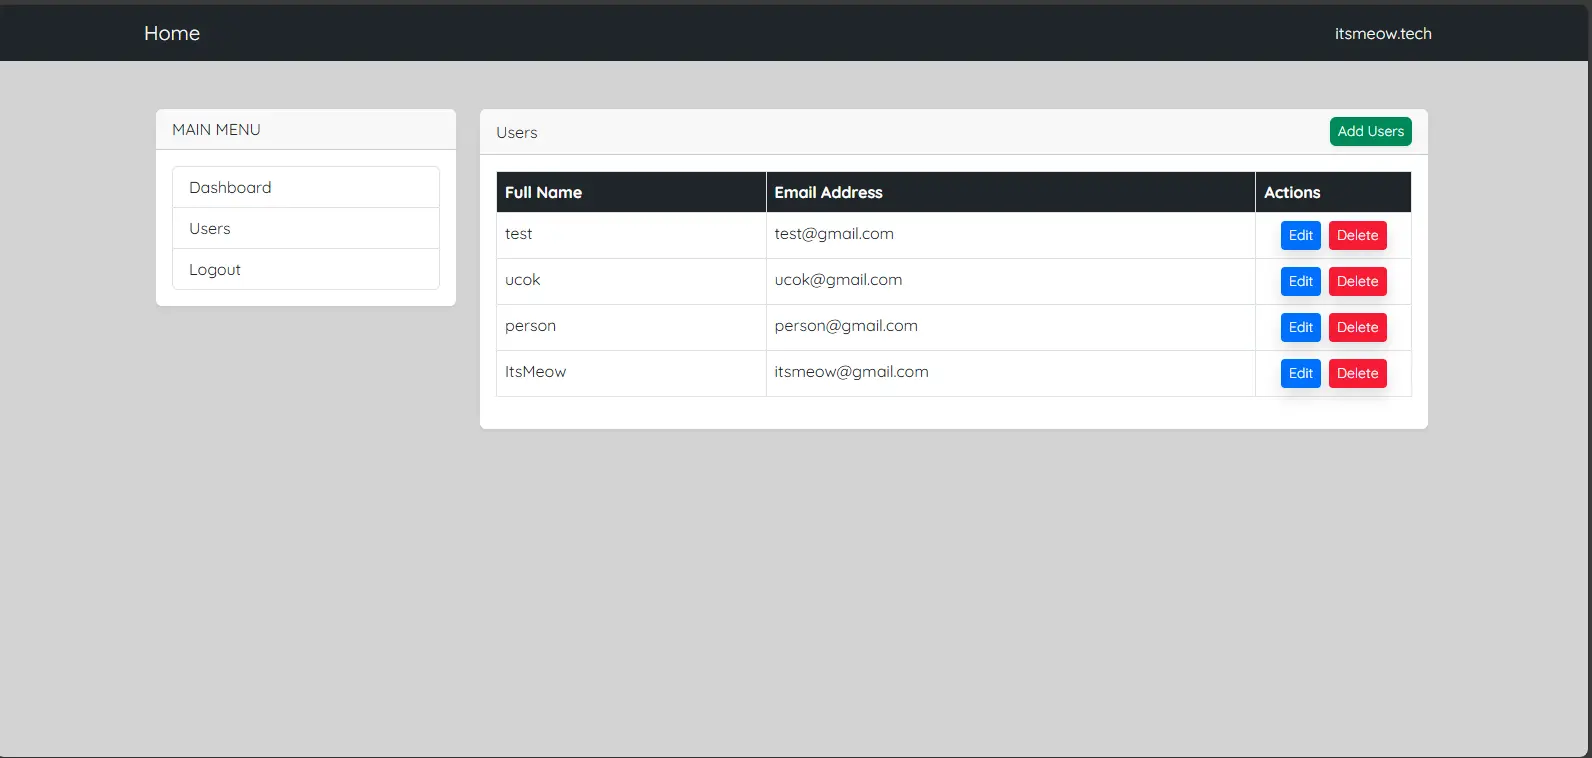 Home itsmeow.tech
MAIN MENU
Dashboard
Users
Logout
Users Add Users
Full Name Email Address Actions
test test@gmail.com Edit Delete
ucok ucok@gmail.com Edit Delete
person person@gmail.com Edit Delete
ItsMeow itsmeow@gmail.com Edit Delete